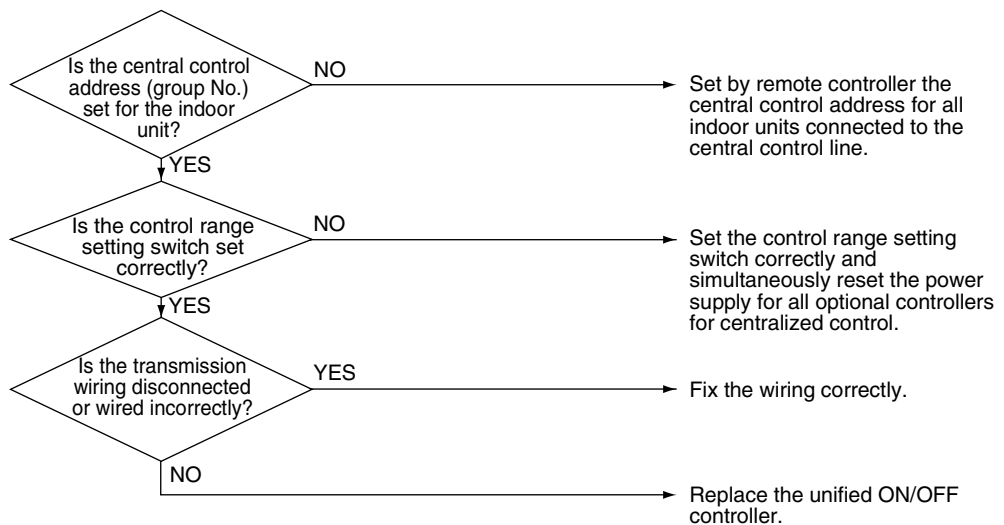 Is the central control
address (group No.)
set for the indoor
unit?
NO
Set by remote controller the
central control address for all
indoor units connected to the
central control line.
YES
Is the control range
setting switch set
correctly?
NO
Set the control range setting
switch correctly and
simultaneously reset the power
supply for all optional controllers
for centralized control.
YES
Is the transmission
wiring disconnected
or wired incorrectly?
YES
Fix the wiring correctly.
NO
Replace the unified ON/OFF
controller.